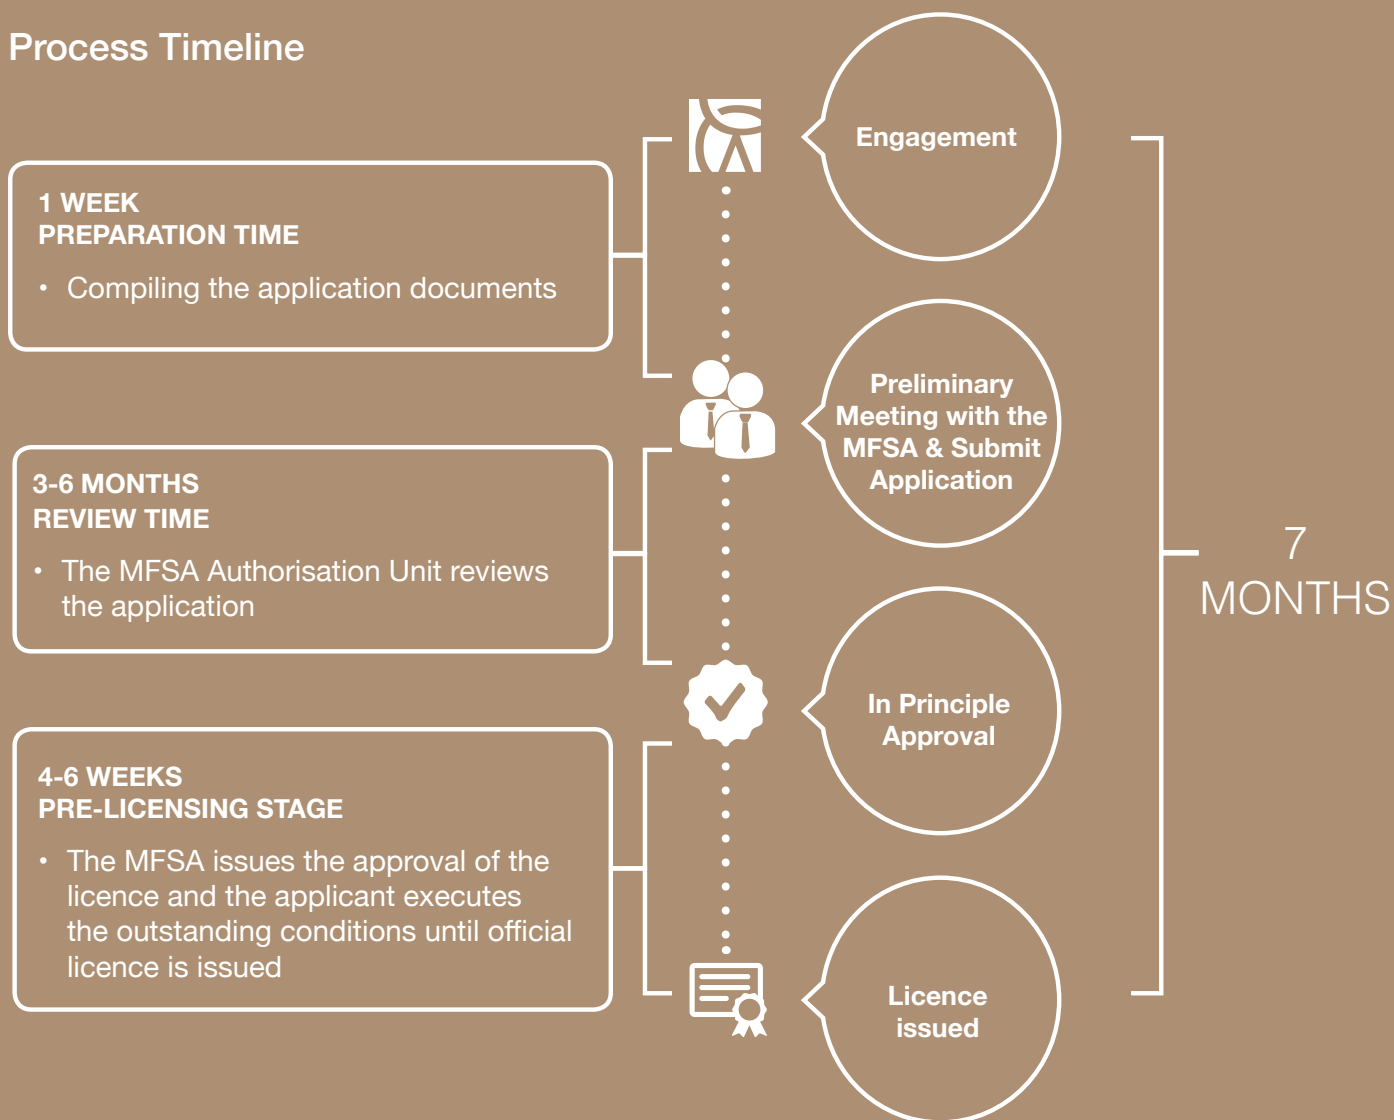 Process Timeline
Engagement
1 WEEK
PREPARATION TIME
• Compiling the application documents
Preliminary
Meeting with the
MFSA & Submit
Application
3-6 MONTHS
REVIEW TIME
• The MFSA Authorisation Unit reviews
the application
7
MONTHS
In Principle
Approval
4-6 WEEKS
PRE-LICENSING STAGE
• The MFSA issues the approval of the
licence and the applicant executes
the outstanding conditions until official
licence is issued
Licence
issued